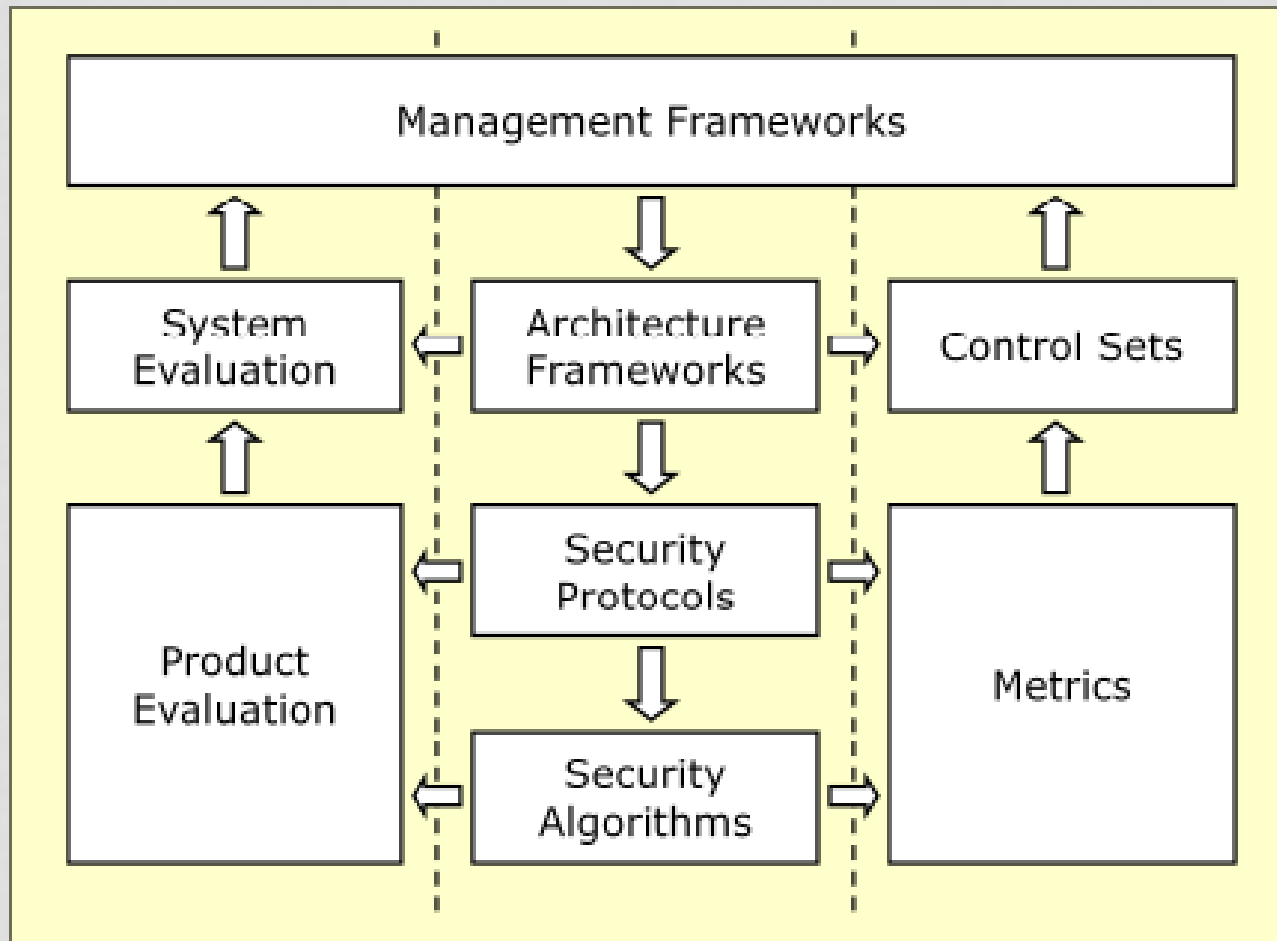 Management Frameworks
System
Evaluation
Architecture
Frameworks
Control Sets
Security
Protocols
Product
Evaluation
Metrics
Security
Algorithms